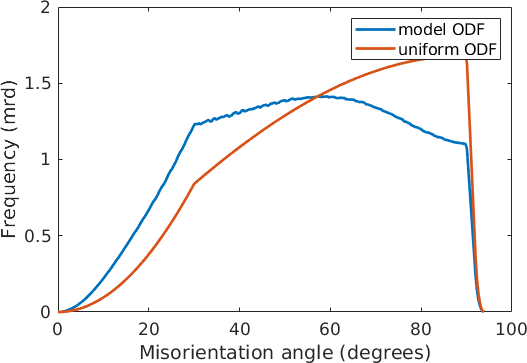 2
model ODF
uniform ODF
1.5
1
0.5
0
0 20 40 60 80 100
Frequency (mrd)
Misorientation angle (degrees)